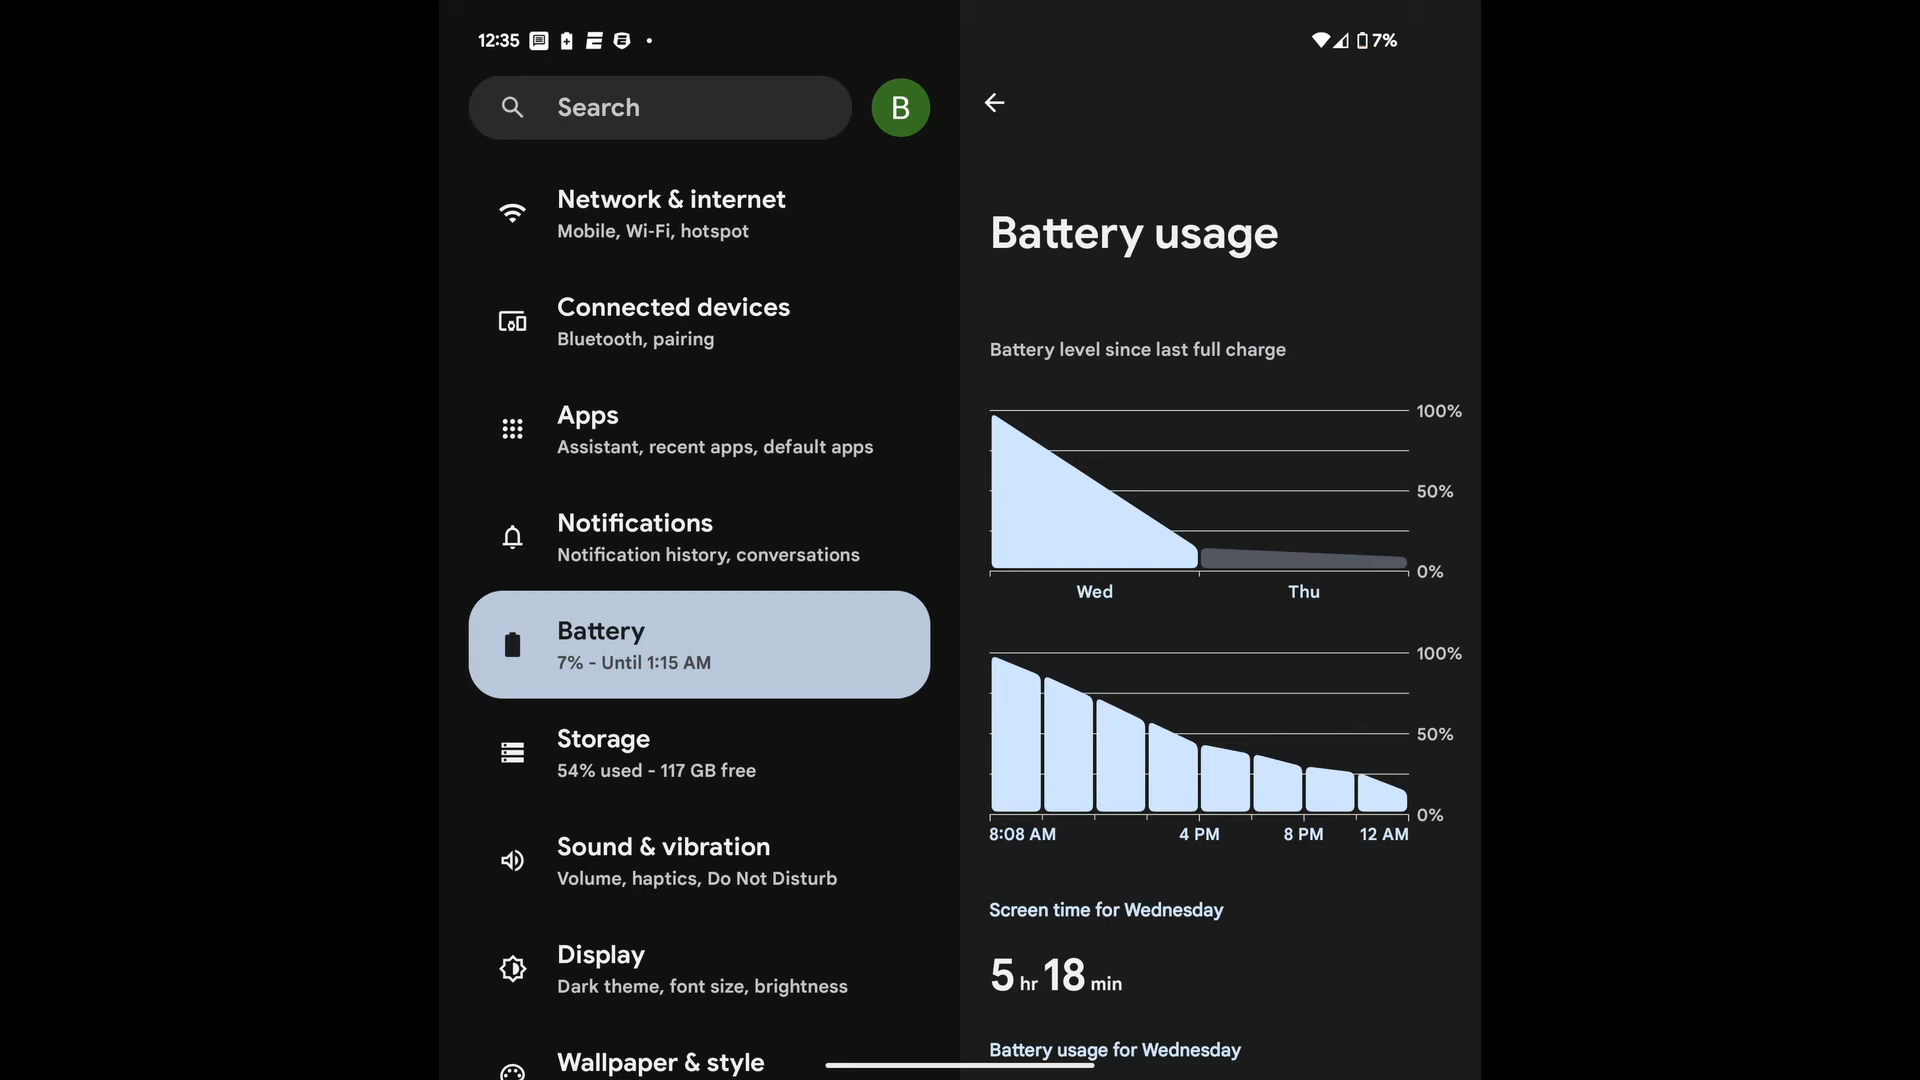 12:35
7%
Search
B
Network & internet
Mobile, Wi-Fi, hotspot
Connected devices
Bluetooth, pairing
Apps
Assistant, recent apps, default apps
Notifications
Notification history, conversations
Battery
7% - Until 1:15 AM
Storage
54% used - 117 GB free
Sound & vibration
Volume, haptics, Do Not Disturb
Display
Dark theme, font size, brightness
Wallpaper & style
Battery usage
Battery level since last full charge
100%
50%
0%
Wed Thu
100%
50%
0%
8:08 AM 4 PM 8 PM 12 AM
Screen time for Wednesday
5 hr 18 min
Battery usage for Wednesday